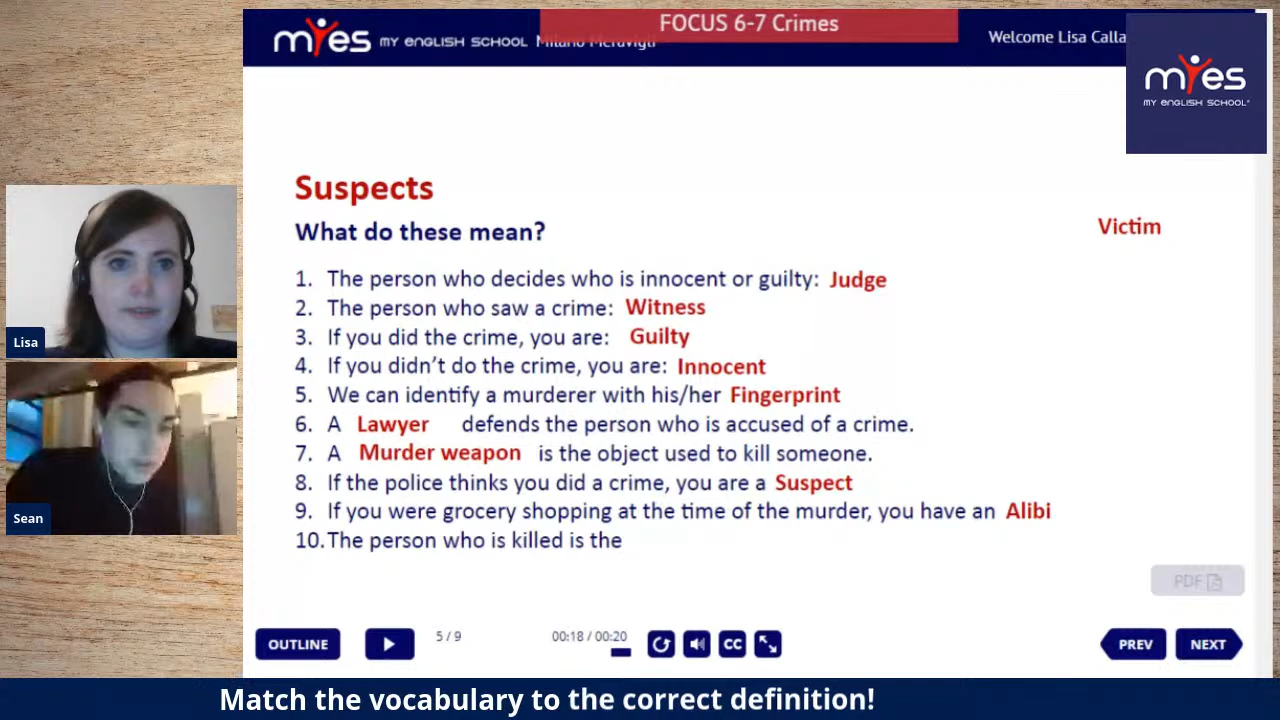 FOCUS 6-7 Crimes
myes MY ENGLISH SCHOOL Milano Meravigli
Welcome Lisa Calla
myes
MY ENGLISH SCHOOL
Suspects
What do these mean?
Victim
1. The person who decides who is innocent or guilty: Judge
2. The person who saw a crime: Witness
3. If you did the crime, you are: Guilty
4. If you didn't do the crime, you are: Innocent
5. We can identify a murderer with his/her Fingerprint
6. A Lawyer defends the person who is accused of a crime.
7. A Murder weapon is the object used to kill someone.
8. If the police thinks you did a crime, you are a Suspect
9. If you were grocery shopping at the time of the murder, you have an Alibi
10. The person who is killed is the
Lisa
Sean
PDF
OUTLINE
5 / 9
00:18 / 00:20
CC
PREV
NEXT
Match the vocabulary to the correct definition!